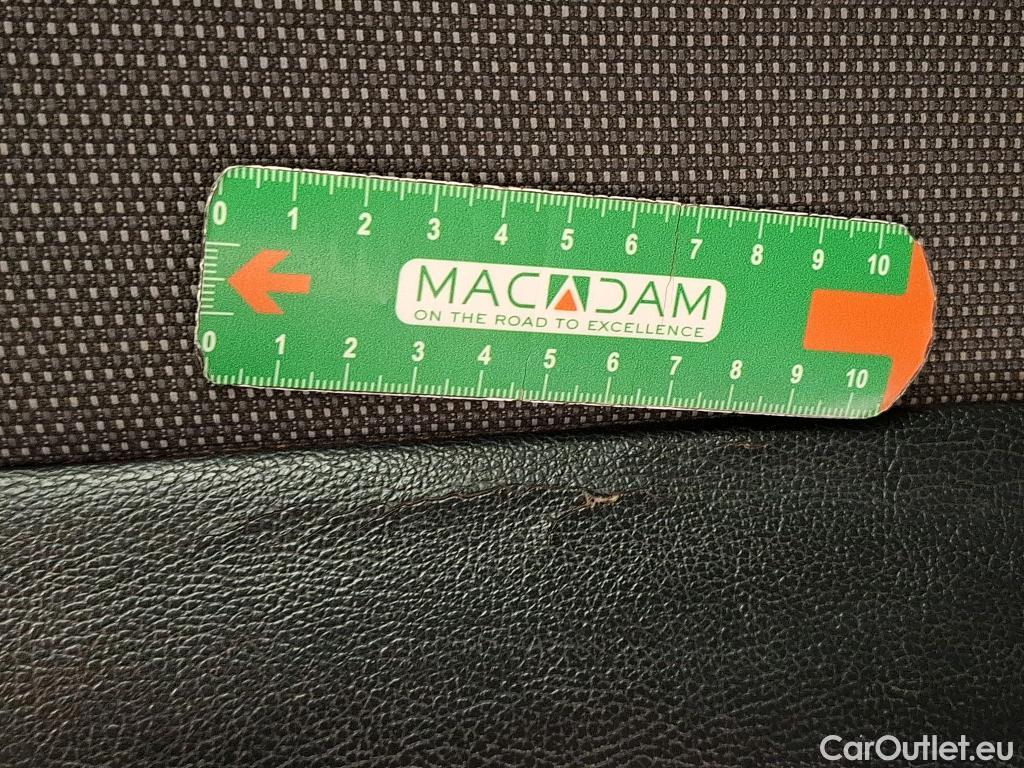 0 1 2 3 4 5 6 7 8 9 10
MACADAM
ON THE ROAD TO EXCELLENCE
0 1 2 3 4 5 6 7 8 9 10
CarOutlet.eu